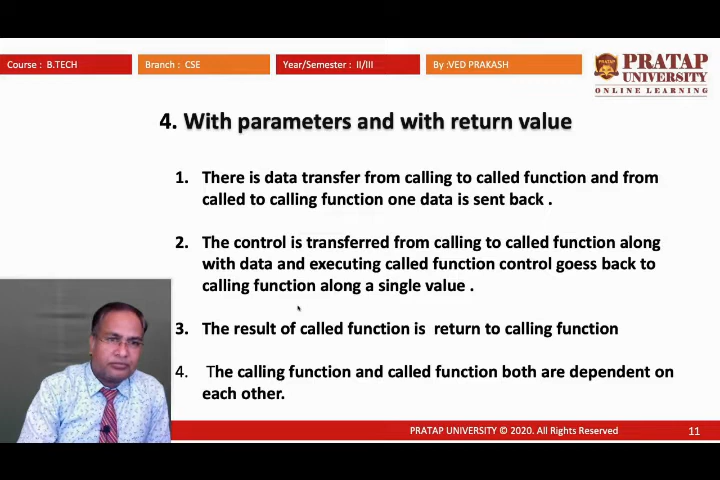 Course : B.TECH
Branch : CSE
Year/Semester : II/III
By :VED PRAKASH
PRATAP
PRATAP
UNIVERSITY
ONLINE LEARNING
4. With parameters and with return value
1. There is data transfer from calling to called function and from
called to calling function one data is sent back .
2. The control is transferred from calling to called function along
with data and executing called function control goess back to
calling function along a single value .
3. The result of called function is return to calling function
4. The calling function and called function both are dependent on
each other.
PRATAP UNIVERSITY © 2020. All Rights Reserved
11